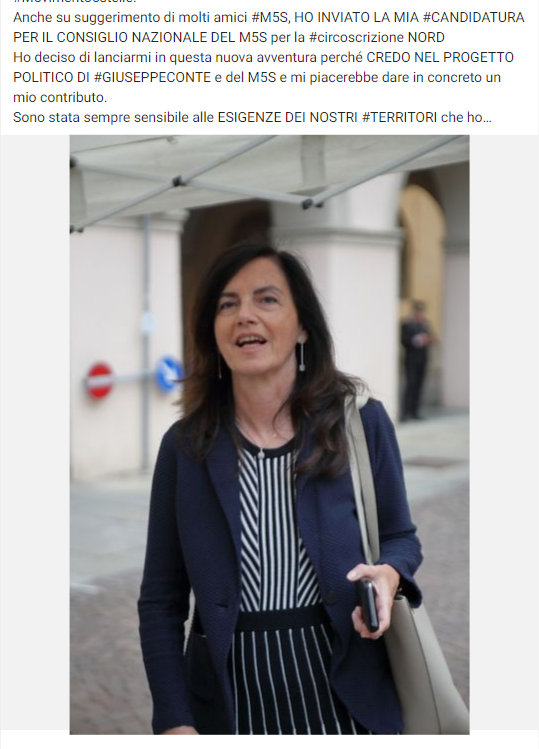 #Movimento5stelle.
Anche su suggerimento di molti amici #M5S, HO INVIATO LA MIA #CANDIDATURA
PER IL CONSIGLIO NAZIONALE DEL M5S per la #circoscrizione NORD
Ho deciso di lanciarmi in questa nuova avventura perché CREDO NEL PROGETTO
POLITICO DI #GIUSEPPECONTE e del M5S e mi piacerebbe dare in concreto un
mio contributo.
Sono stata sempre sensibile alle ESIGENZE DEI NOSTRI #TERRITORI che ho...